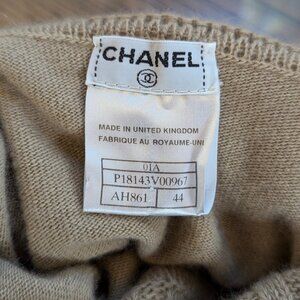 CHANEL
MADE IN UNITED KINGDOM
FABRIQUE AU ROYAUME-UNI
01A
P18143V00967
AH861 44